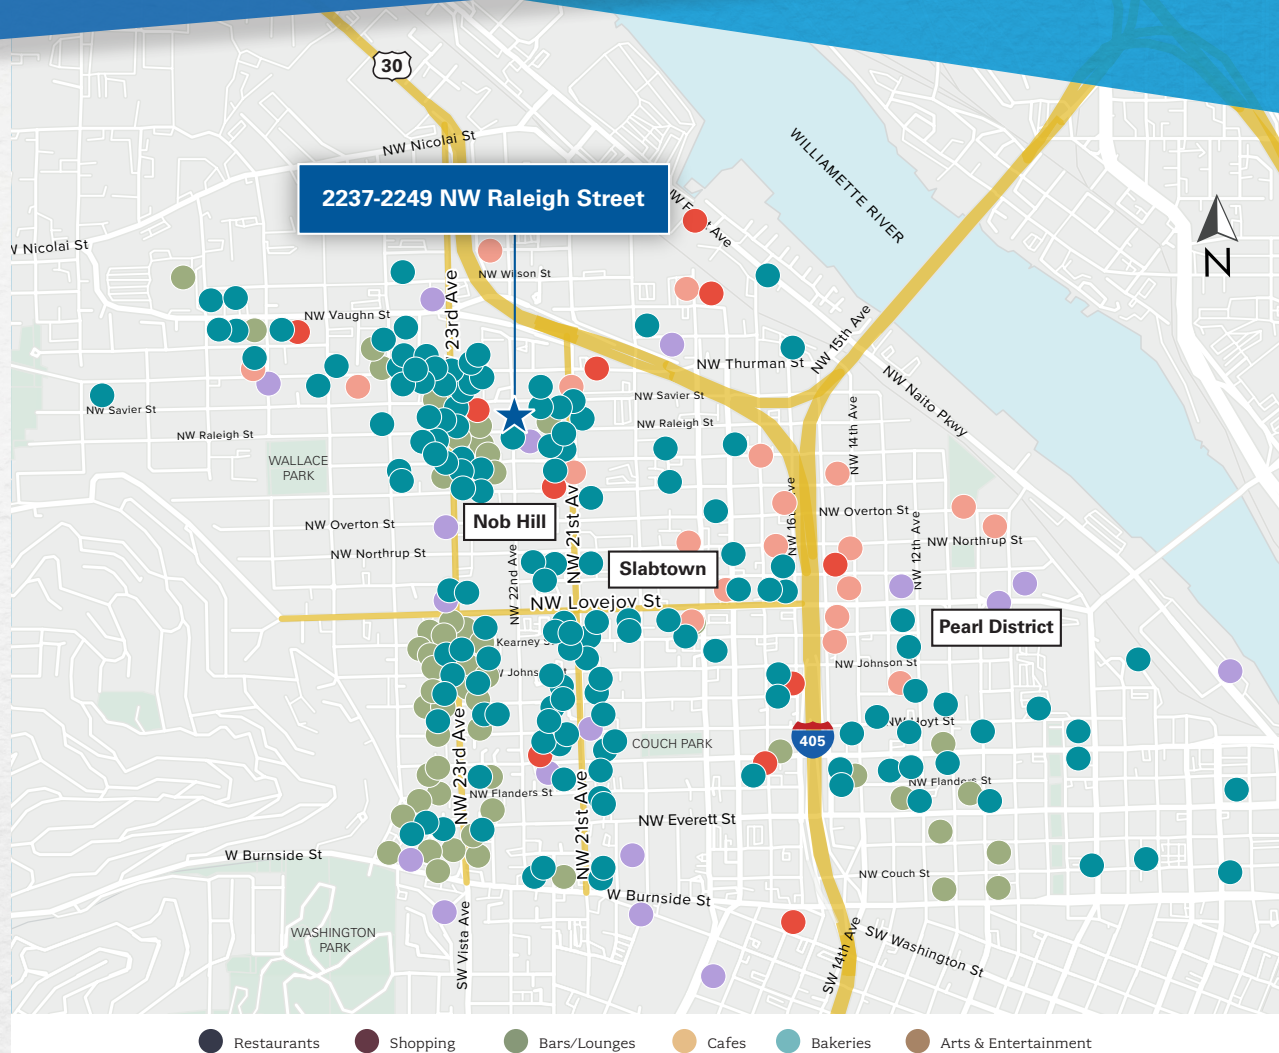 30
NW Nicolai St
2237-2249 NW Raleigh Street
WILLIAMETTE RIVER
Nicolai St
NW Wilson St
N
23rd Ave
NW Vaughn St
NW 15th Ave
NW Thurman St
NW Naito Pkwy
NW Savier St
NW Savier St
NW Raleigh St
NW 14th Ave
NW Raleigh St
WALLACE
PARK
NW 21st Av
NW Overton St
Nob Hill
NW Overton St
NW 12th Ave
NW Northrup St
NW Northrup St
NW 22nd Ave
Slabtown
NW Lovejoy St
Pearl District
Kearney
NW Johnson St
NW Hoyt St
405
COUCH PARK
NW 23rd Ave
NW 21st Ave
NW Flanders St
NW Flanders St
NW Everett St
W Burnside St
NW Couch St
W Burnside St
WASHINGTON
PARK
SW Vista Ave
SW 14th Ave
SW Washington St
Restaurants
Shopping
Bars/Lounges
Cafes
Bakeries
Arts & Entertainment